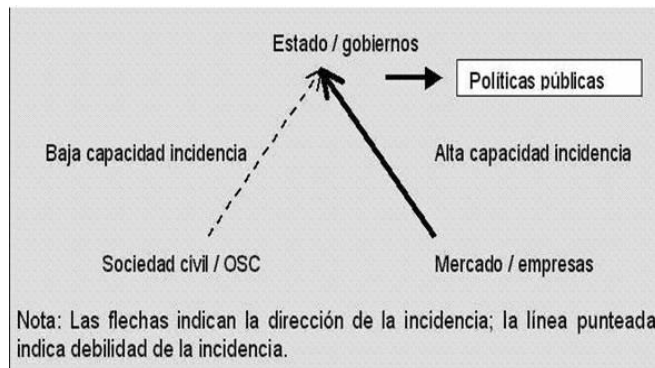 Estado / gobiernos
Políticas públicas
Baja capacidad incidencia
Alta capacidad incidencia
Sociedad civil / OSC
Mercado / empresas
Nota: Las flechas indican la dirección de la incidencia; la línea punteada
indica debilidad de la incidencia.